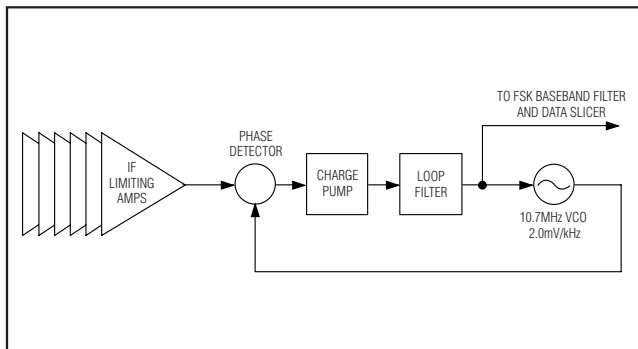 TO FSK BASEBAND FILTER
AND DATA SLICER
PHASE
DETECTOR
IF
LIMITING
AMPS
CHARGE
PUMP
LOOP
FILTER
10.7MHz VCO
2.0mV/kHz